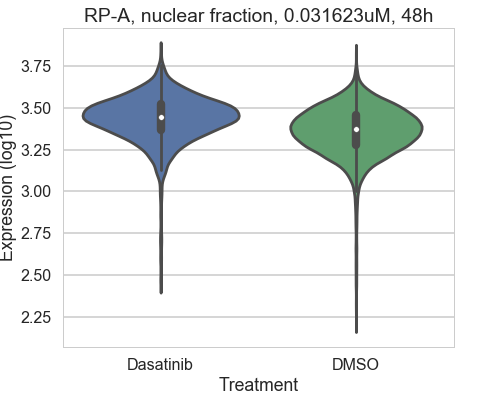 RP-A, nuclear fraction, 0.031623uM, 48h
Expression (log10)
3.75
3.50
3.25
3.00
2.75
2.50
2.25
Dasatinib
DMSO
Treatment